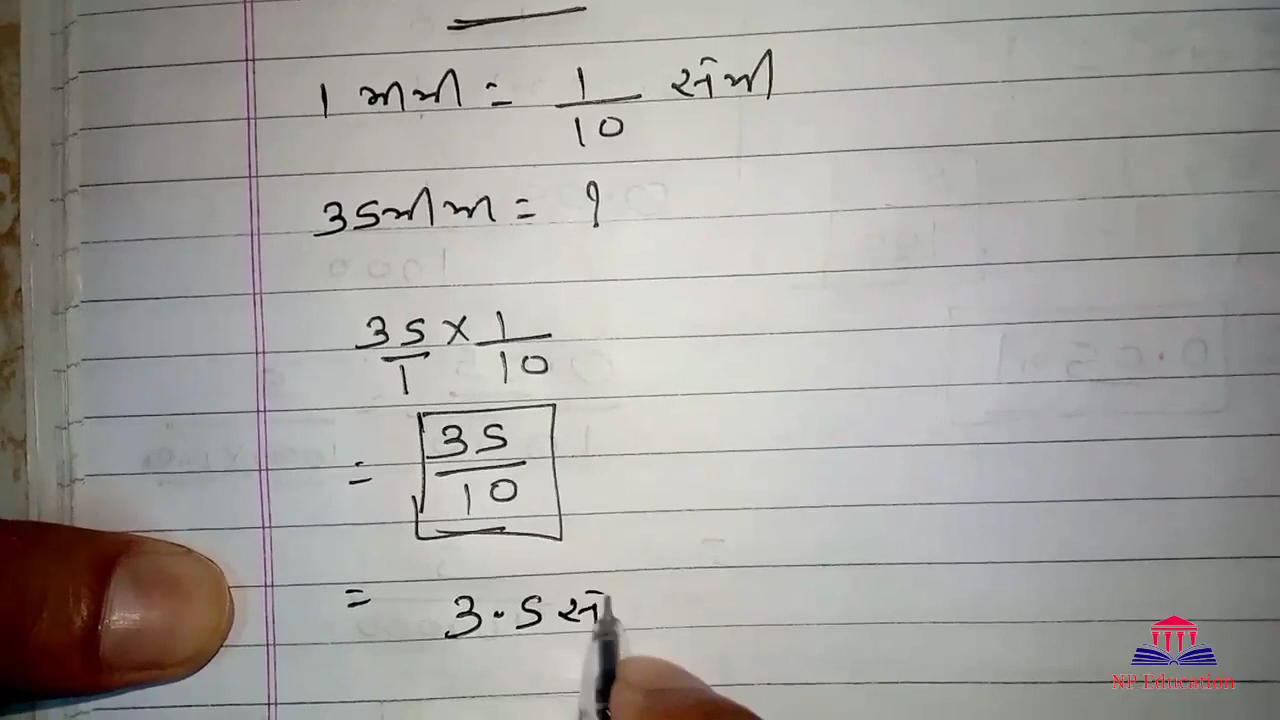 1 મીમી = 1/10 સેંમી
35મીમી = ?
35/1 × 1/10
= 35/10
= 3.5 સેં
NP Education